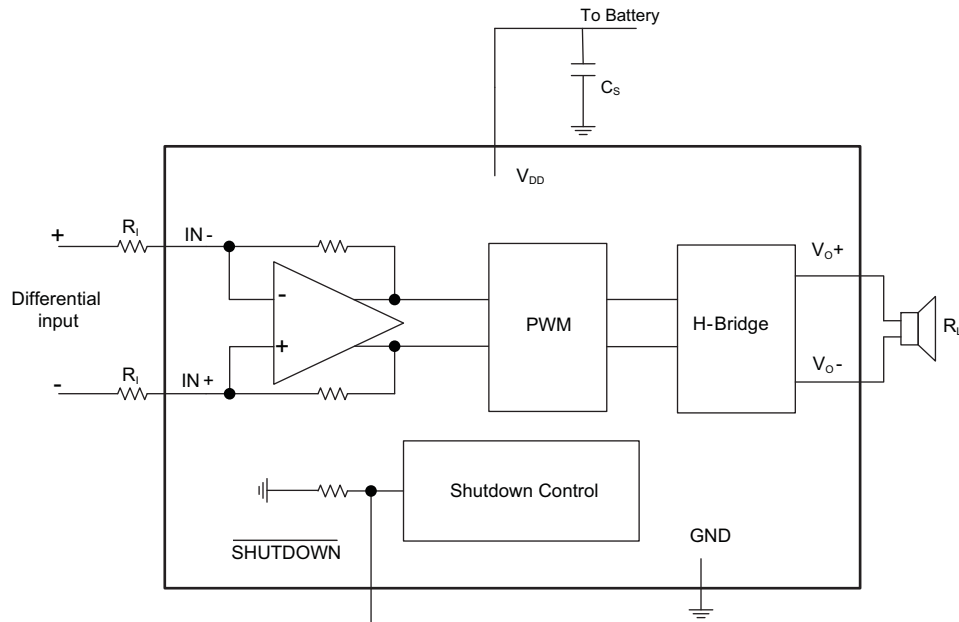 To Battery
C_S
V_DD
R_I
IN -
+
Differential
input
-
R_I
IN +
-
+
PWM
H-Bridge
V_O+
V_O-
R_L
Shutdown Control
SHUTDOWN
GND